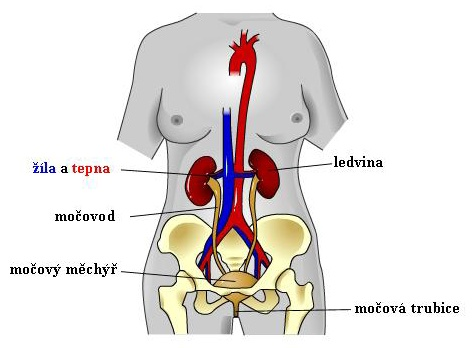 ledvina
žíla a tepna
močovod
močový měchýř
močová trubice